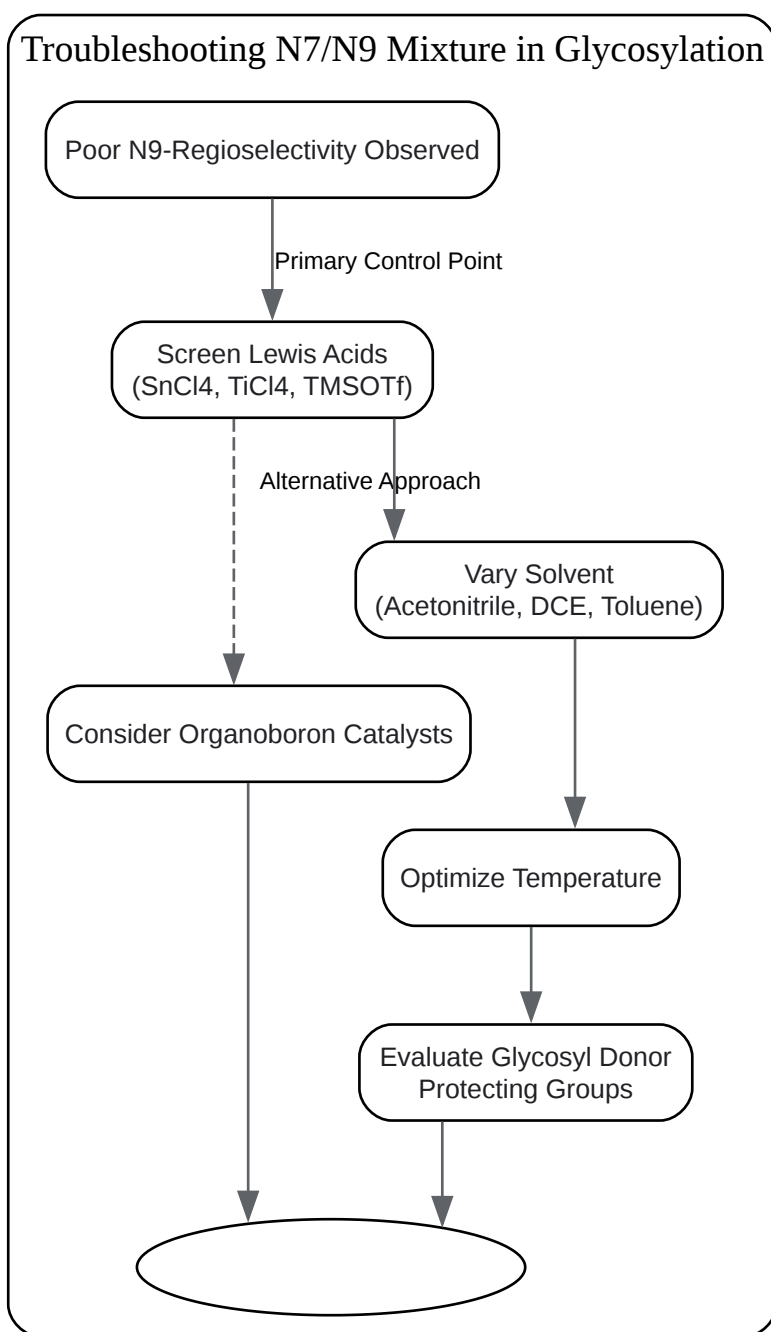 Troubleshooting N7/N9 Mixture in Glycosylation
Poor N9-Regioselectivity Observed
Primary Control Point
Screen Lewis Acids
(SnCl4, TiCl4, TMSOTf)
Alternative Approach
Vary Solvent
(Acetonitrile, DCE, Toluene)
Consider Organoboron Catalysts
Optimize Temperature
Evaluate Glycosyl Donor
Protecting Groups